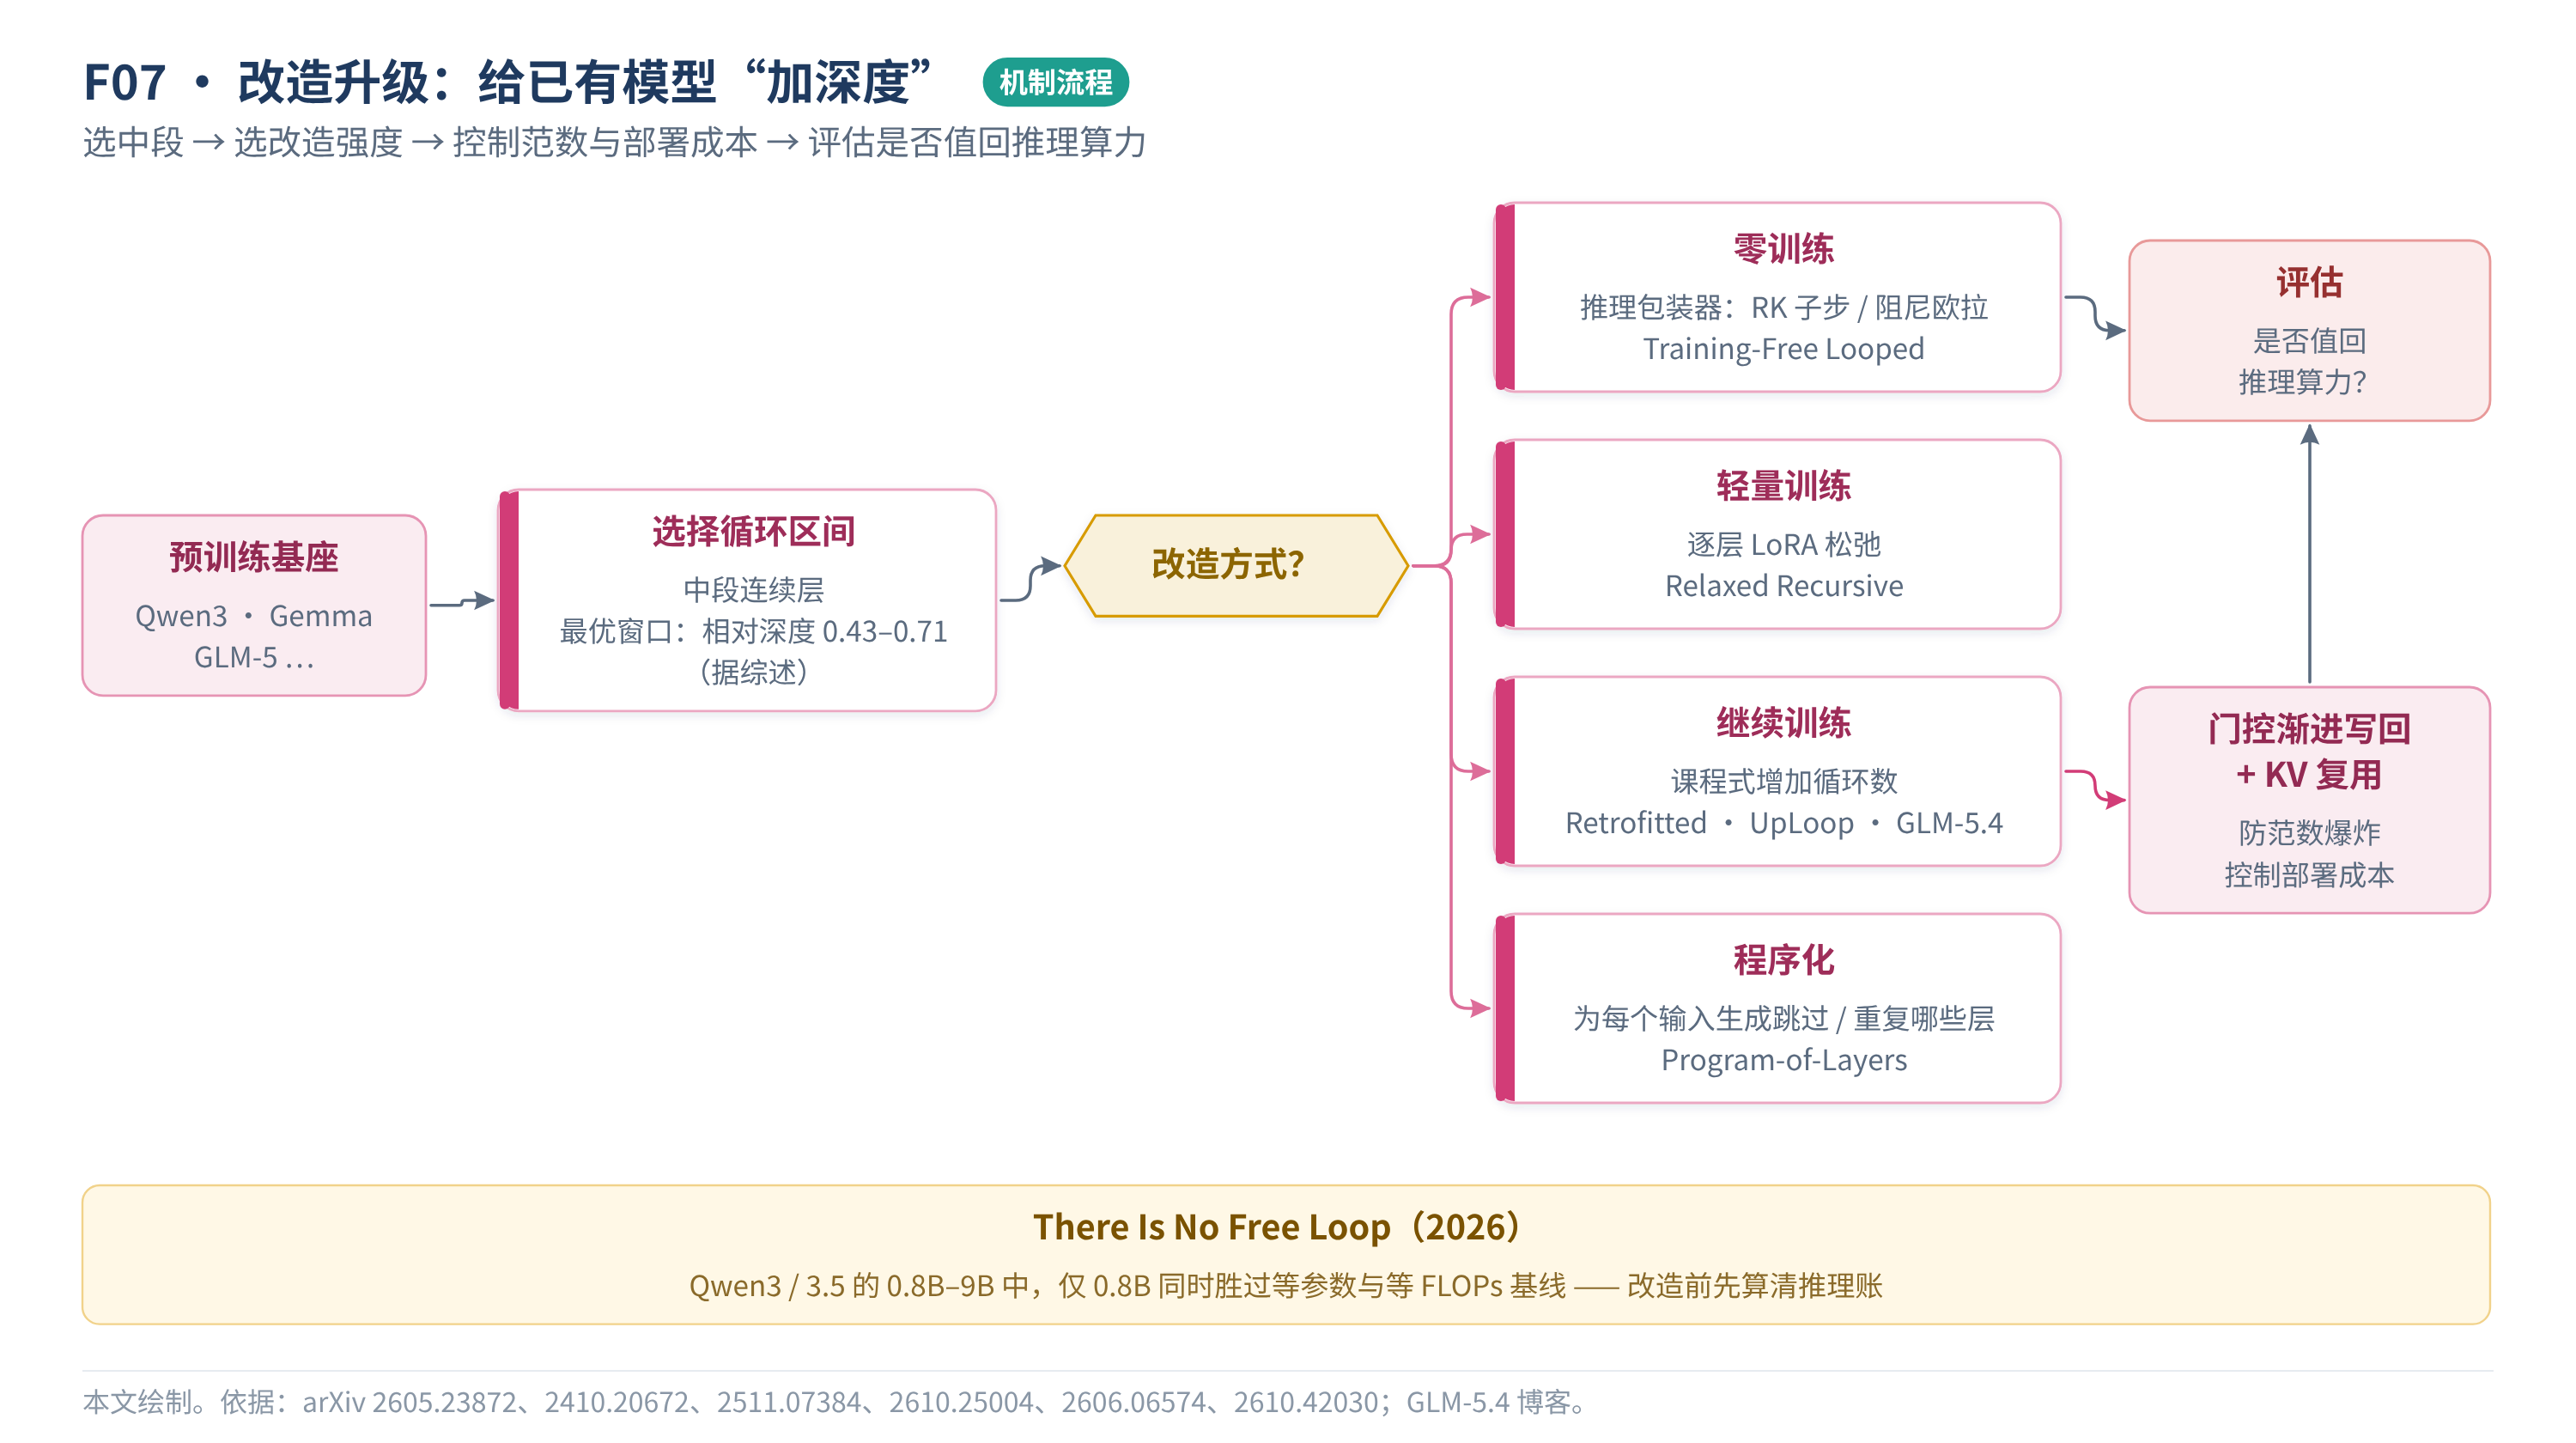 F07 · 改造升级：给已有模型“加深度”
机制流程
选中段 → 选改造强度 → 控制范数与部署成本 → 评估是否值回推理算力
预训练基座
Qwen3 · Gemma
GLM-5 …
选择循环区间
中段连续层
最优窗口：相对深度 0.43–0.71
（据综述）
改造方式？
零训练
推理包装器：RK 子步 / 阻尼欧拉
Training-Free Looped
轻量训练
逐层 LoRA 松弛
Relaxed Recursive
继续训练
课程式增加循环数
Retrofitted · UpLoop · GLM-5.4
程序化
为每个输入生成跳过 / 重复哪些层
Program-of-Layers
评估
是否值回
推理算力？
门控渐进写回
+ KV 复用
防范数爆炸
控制部署成本
There Is No Free Loop（2026）
Qwen3 / 3.5 的 0.8B–9B 中，仅 0.8B 同时胜过等参数与等 FLOPs 基线 —— 改造前先算清推理账
本文绘制。依据：arXiv 2605.23872、2410.20672、2511.07384、2610.25004、2606.06574、2610.42030；GLM-5.4 博客。